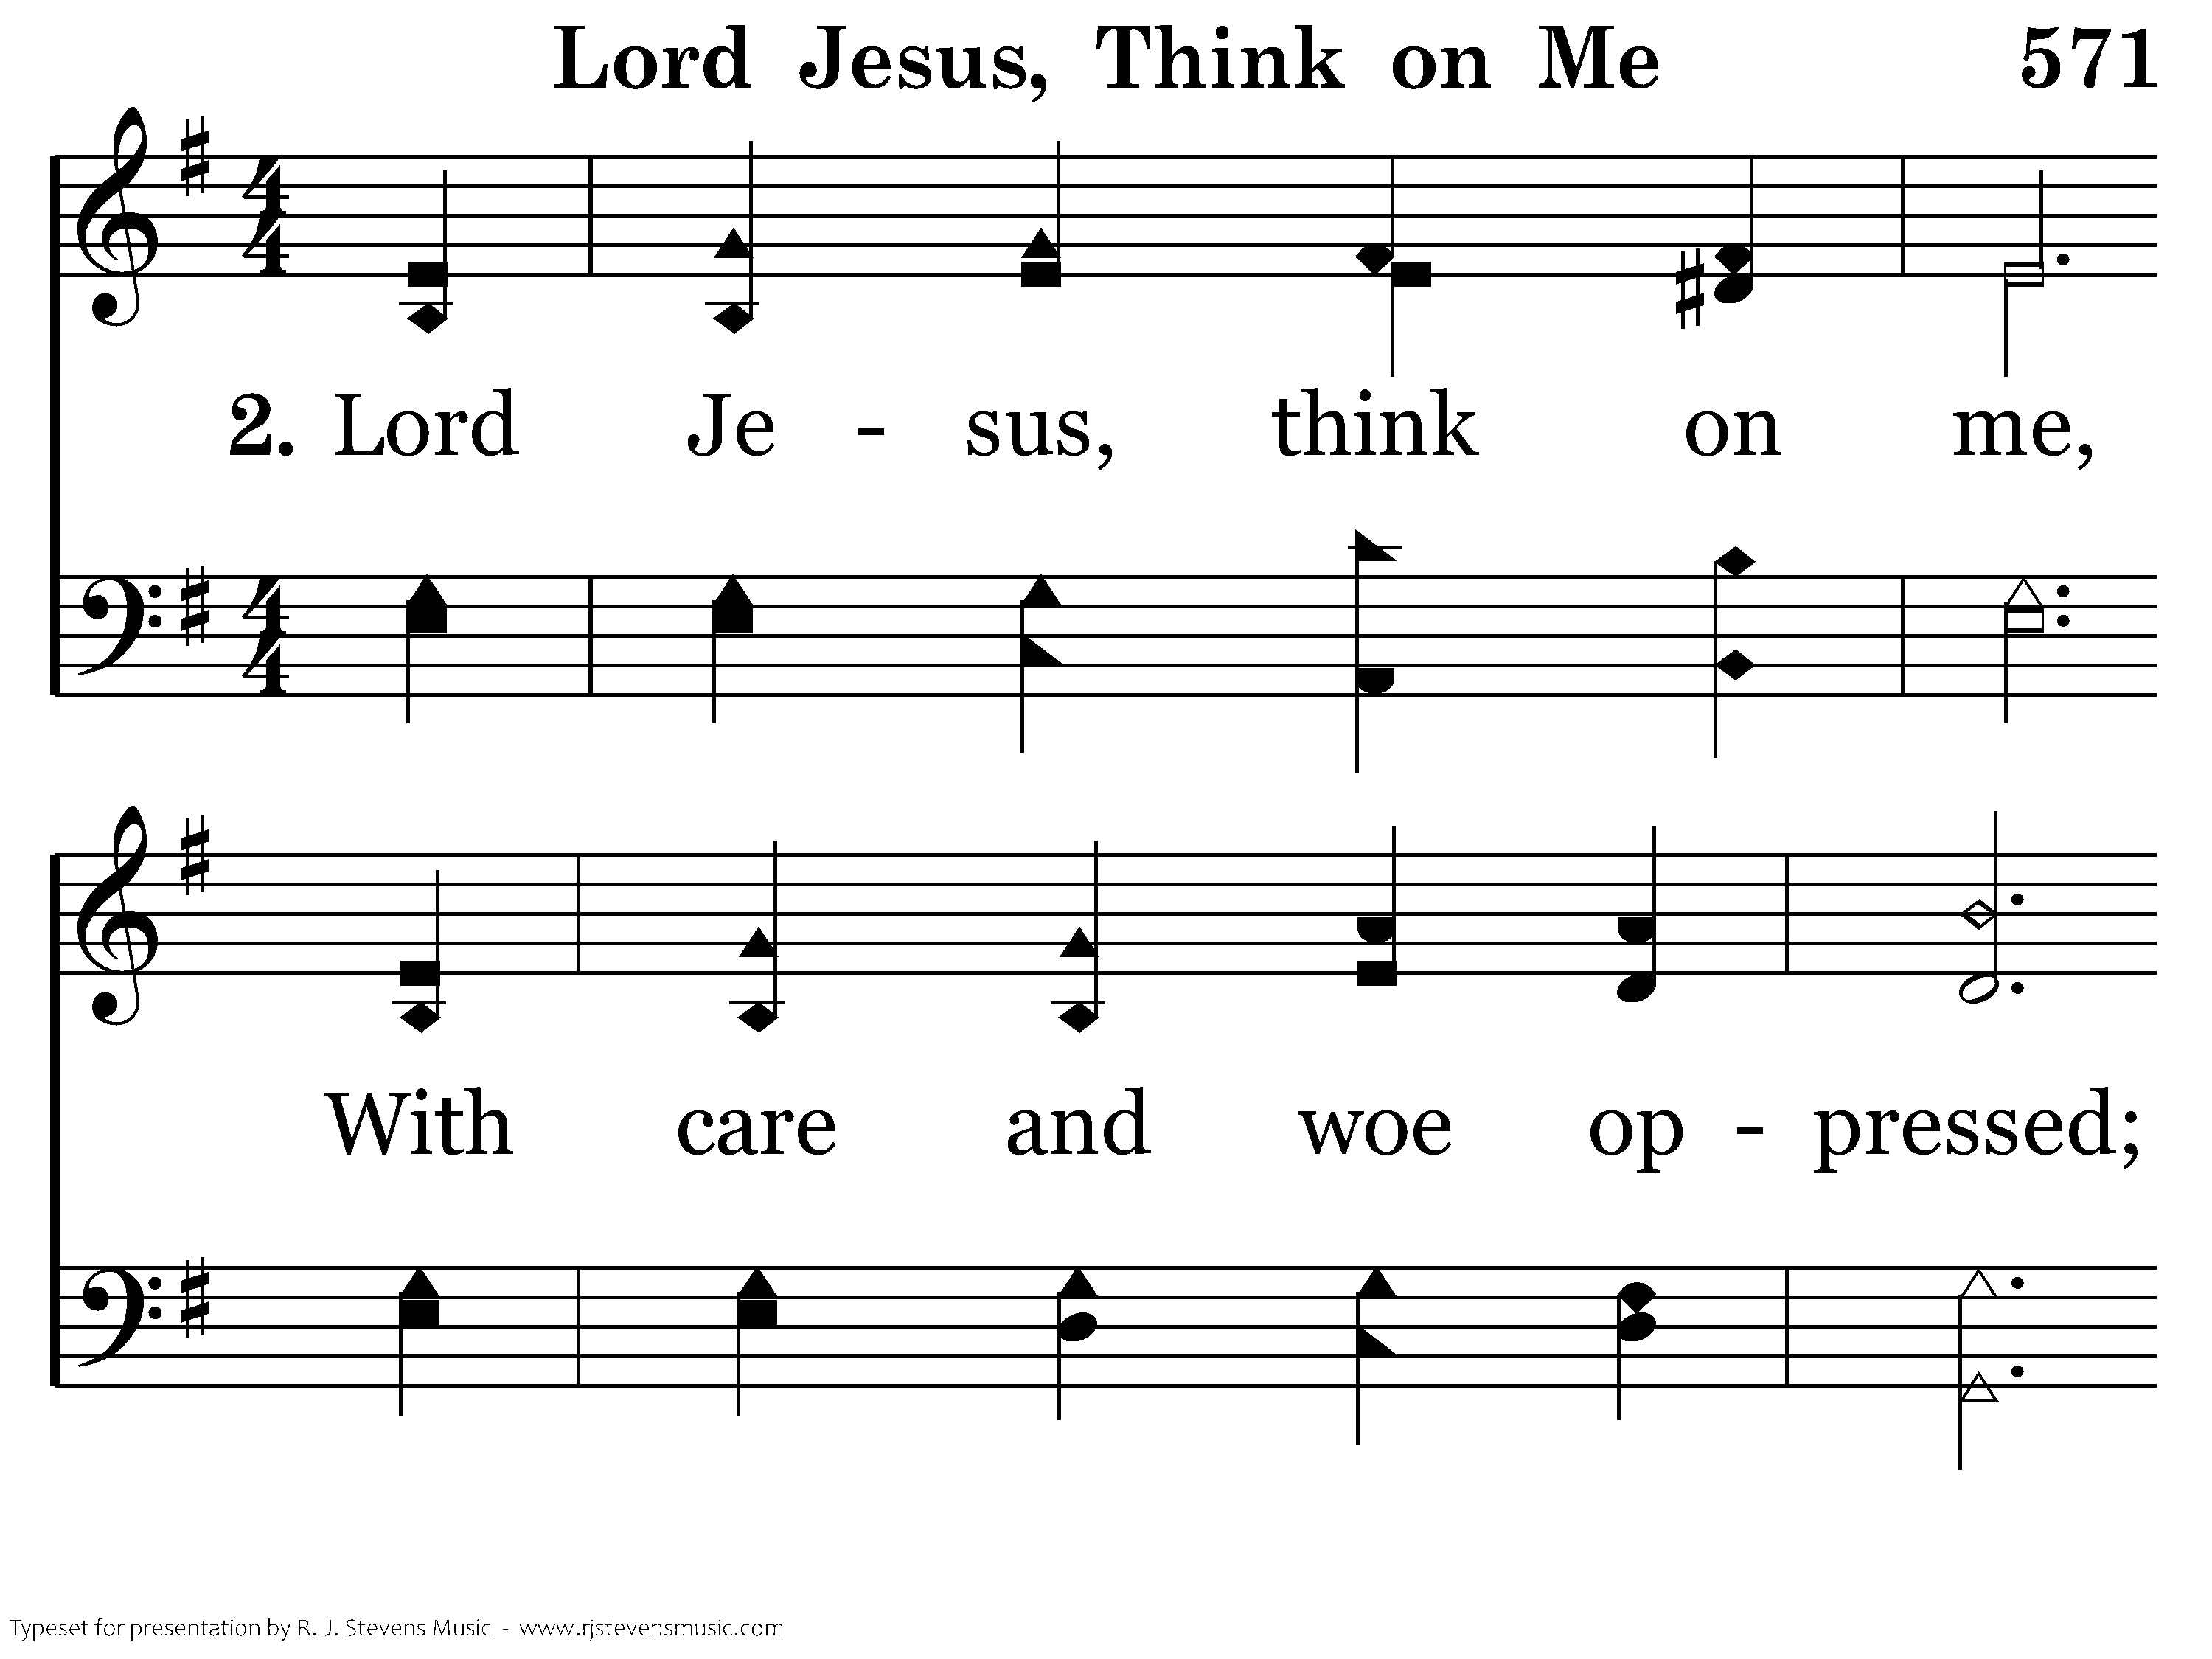 Lord Jesus, Think on Me 571
2. Lord Je - sus, think on me,
With care and woe op - pressed;
Typeset for presentation by R. J. Stevens Music - www.rjstevensmusic.com